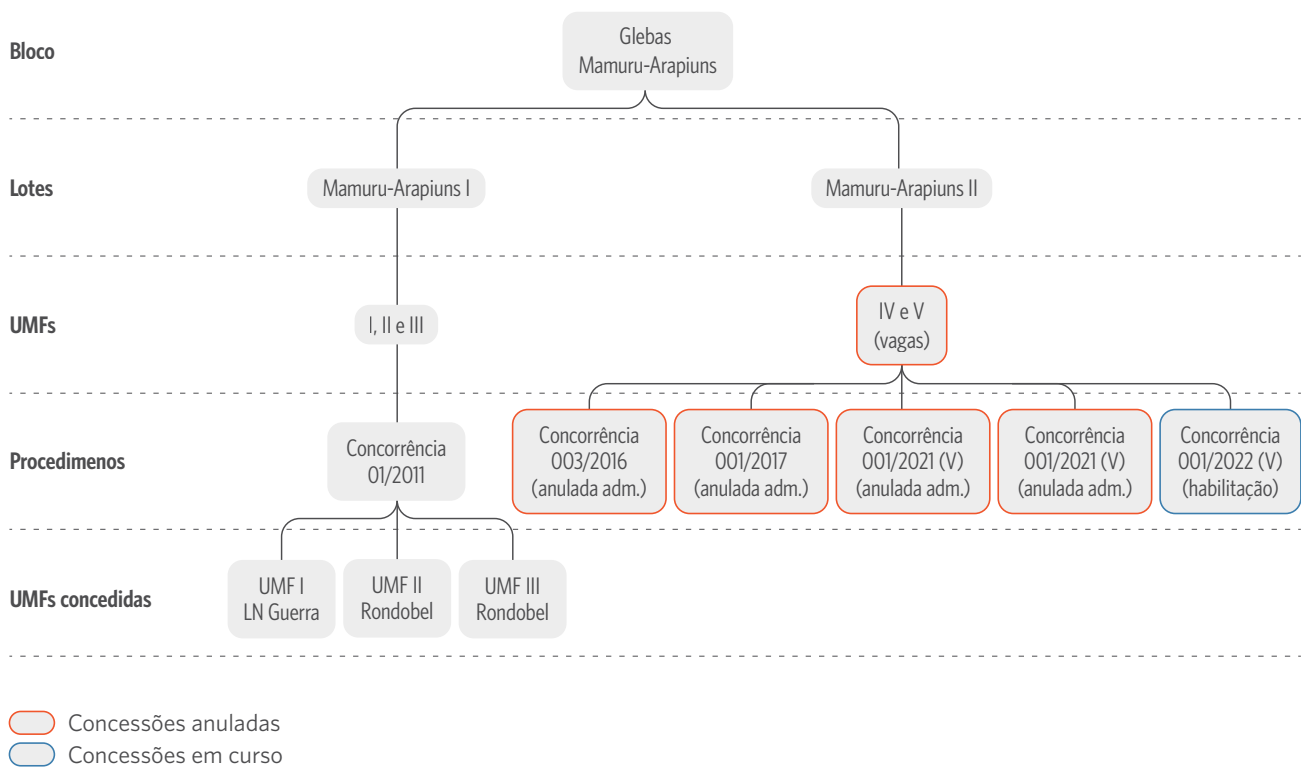 Bloco
Glebas
Mamuru-Arapiuns
Lotes
Mamuru-Arapiuns I
Mamuru-Arapiuns II
UMFs
I, II e III
IV e V
(vagas)
Procedimenos
Concorrência
01/2011
Concorrência
003/2016
(anulada adm.)
Concorrência
001/2017
(anulada adm.)
Concorrência
001/2021 (V)
(anulada adm.)
Concorrência
001/2021 (V)
(anulada adm.)
Concorrência
001/2022 (V)
(habilitação)
UMFs concedidas
UMF I
LN Guerra
UMF II
Rondobel
UMF III
Rondobel
Concessões anuladas
Concessões em curso